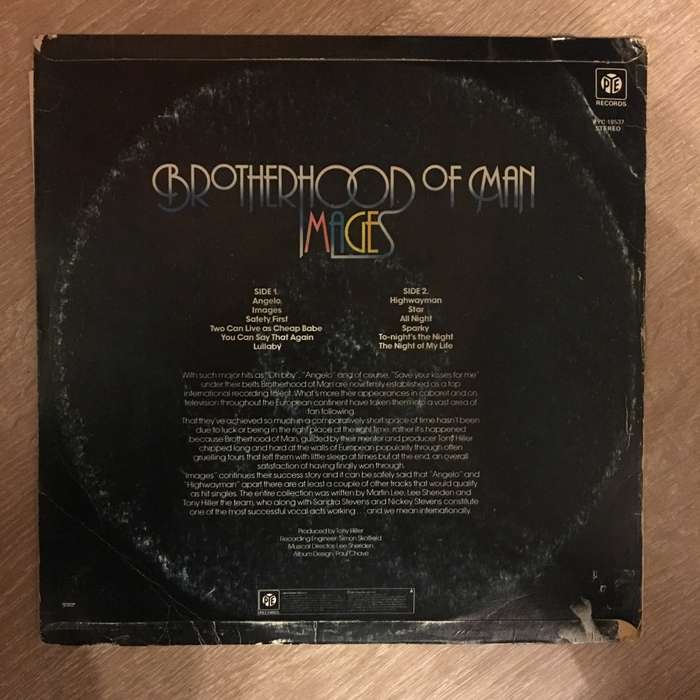 PYE
RECORDS
PYC 18537
STEREO
BROTHERHOOD OF MAN
IMAGES
SIDE 1.
Angelo
Images
Safety First
Two Can Live as Cheap Babe
You Can Say That Again
Lullaby
SIDE 2.
Highwayman
Star
All Night
Sparky
To-night's the Night
The Night of My Life
With such major hits as "Oh boy", "Angelo" and of course, "Save your kisses for me"
under their belts Brotherhood of Man are now firmly established as a top
international recording talent. What's more their appearances in cabaret and on
television throughout the European continent have taken them into a vast area of
fan following.
That they've achieved so much in a comparatively short space of time hasn't been
due to luck or being in the right place at the right time, rather it's happened
because Brotherhood of Man, guided by their mentor and producer Tony Hiller
chipped long and hard at the walls of European popularity through often
gruelling tours that left them with little sleep at times but at the end, an overall
satisfaction of having finally won through.
"Images" continues their success story and it can be safely said that "Angelo" and
"Highwayman" apart there are at least a couple of other tracks that would qualify
as hit singles. The entire collection was written by Martin Lee, Lee Sheriden and
Tony Hiller the team, who along with Sandra Stevens and Nickey Stevens constitute
one of the most successful vocal acts working . . . and we mean internationally.
Produced by Tony Hiller
Recording Engineer: Simon Skolfield
Musical Director: Lee Sheriden
Album Design: Paul Chave
PYE
RECORDS